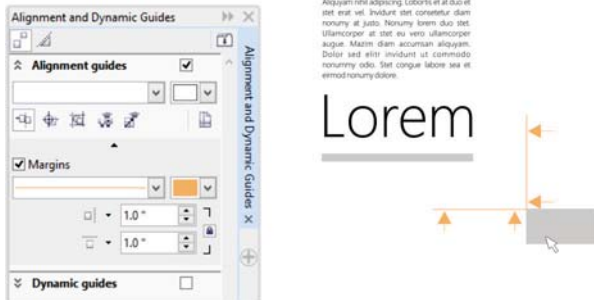 Alignment and Dynamic Guides
Alignment guides
Margins
1.0 "
1.0 "
Dynamic guides
Alignment and Dynamic Guides
Aliquyam nihil adipiscing. Lobortis et at duo et
stet erat vel. Invidunt stet consetetur diam
nonumy at justo. Nonumy lorem duo stet.
Ullamcorper at stet eu vero ullamcorper
augue. Mazim diam accumsan aliquyam.
Dolor sed elitr invidunt ut commodo
nonummy odio. Stet congue labore sea et
eirmod nonumy dolore.
Lorem